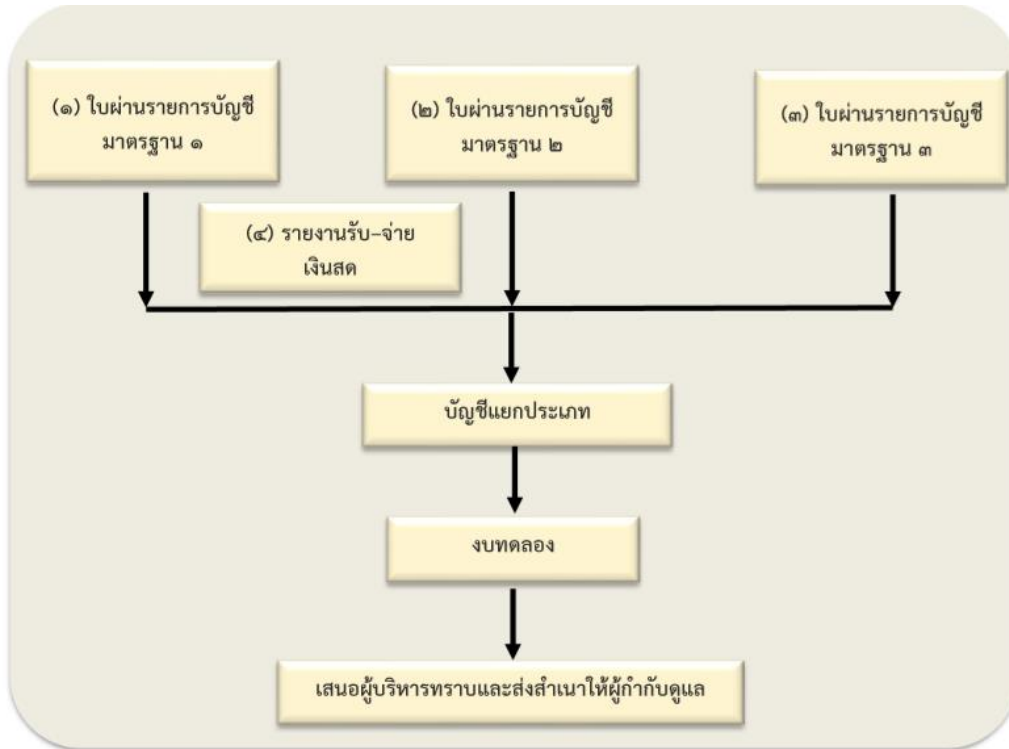 (๑) ใบผ่านรายการบัญชี
มาตรฐาน ๑
(๒) ใบผ่านรายการบัญชี
มาตรฐาน ๒
(๓) ใบผ่านรายการบัญชี
มาตรฐาน ๓
(๔) รายงานรับ-จ่าย
เงินสด
บัญชีแยกประเภท
งบทดลอง
เสนอผู้บริหารทราบและส่งสำเนาให้ผู้กำกับดูแล